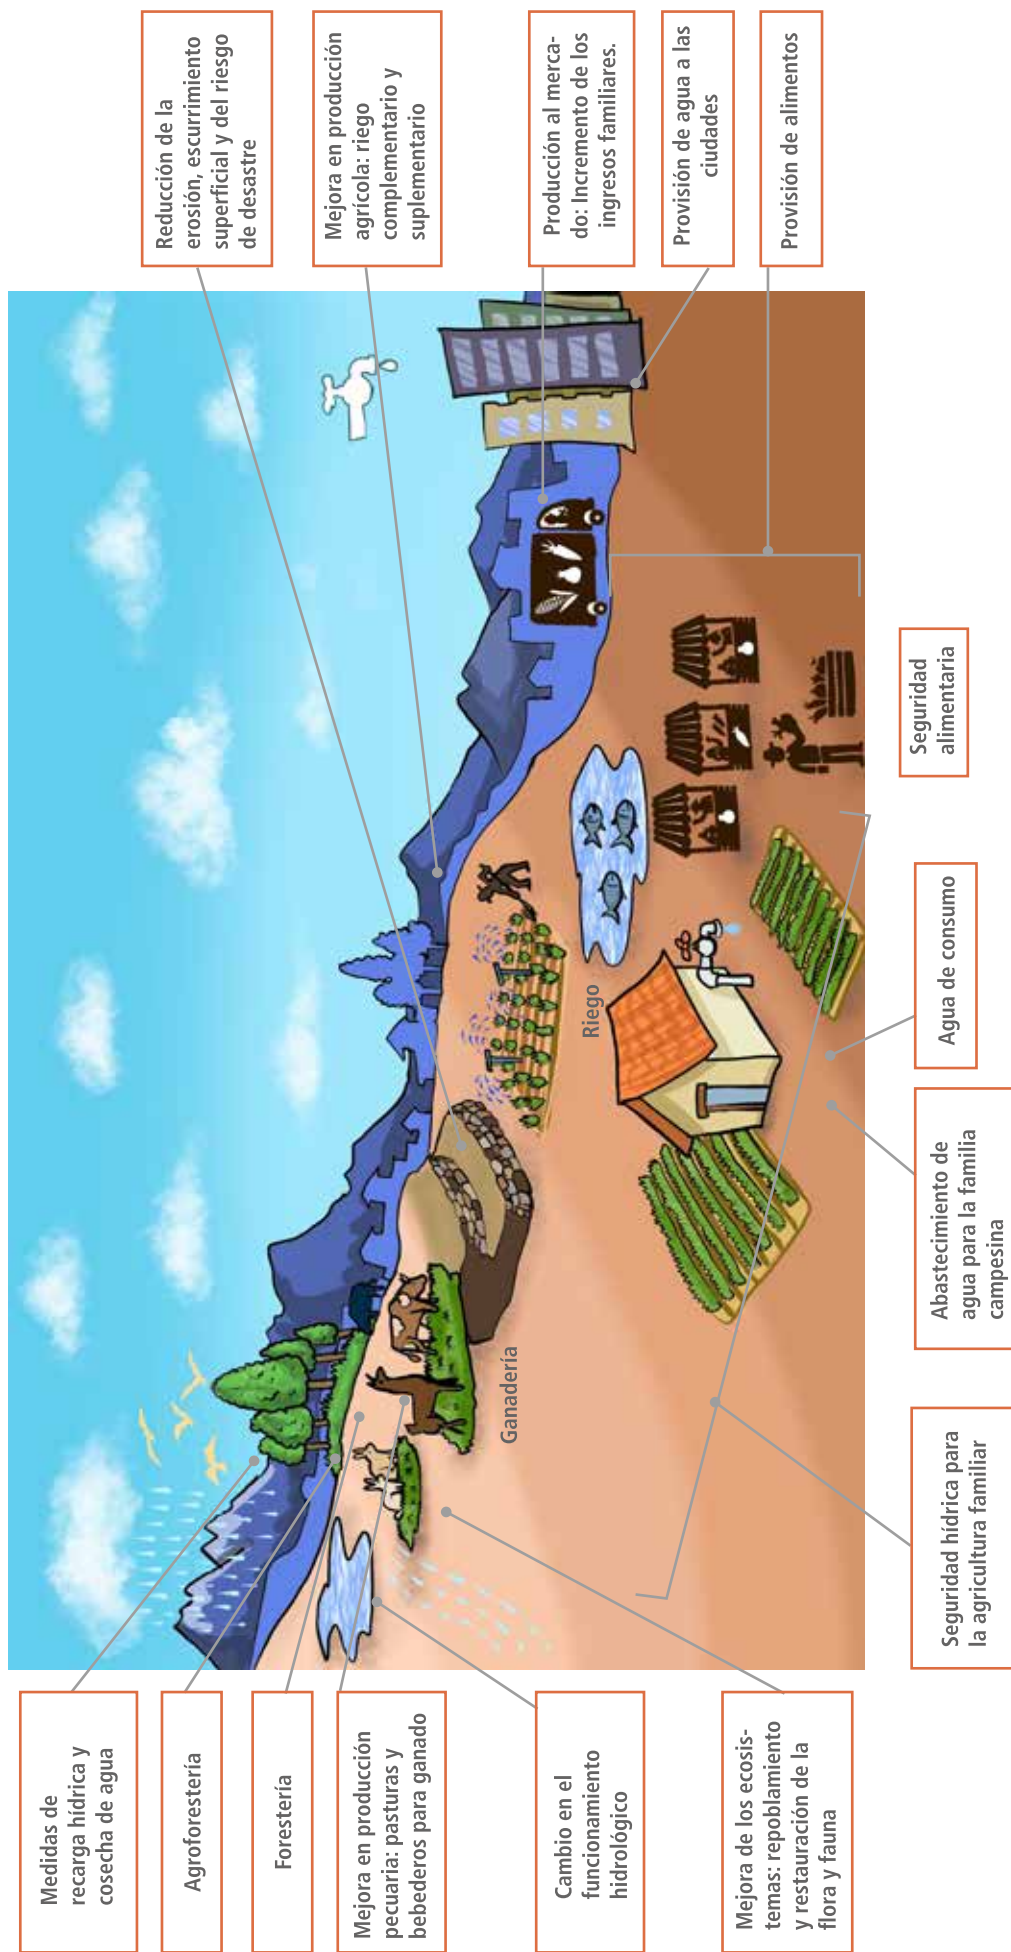 Medidas de
recarga hídrica y
cosecha de agua
Agroforestería
Forestería
Mejora en producción
pecuaria: pasturas y
bebederos para ganado
Cambio en el
funcionamiento
hidrológico
Mejora de los ecosis-
temas: repoblamiento
y restauración de la
flora y fauna
Reducción de la
erosión, escurrimiento
superficial y del riesgo
de desastre
Mejora en producción
agrícola: riego
complementario y
suplementario
Producción al merca-
do: Incremento de los
ingresos familiares.
Provisión de agua a las
ciudades
Provisión de alimentos
Ganadería
Riego
Seguridad hídrica para
la agricultura familiar
Abastecimiento de
agua para la familia
campesina
Agua de consumo
Seguridad
alimentaria